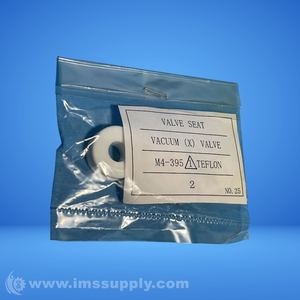 VALVE SEAT
VACUUM (X) VALVE
M4-395 ⚠ TEFLON
2
NO.25
© www.imssupply.com